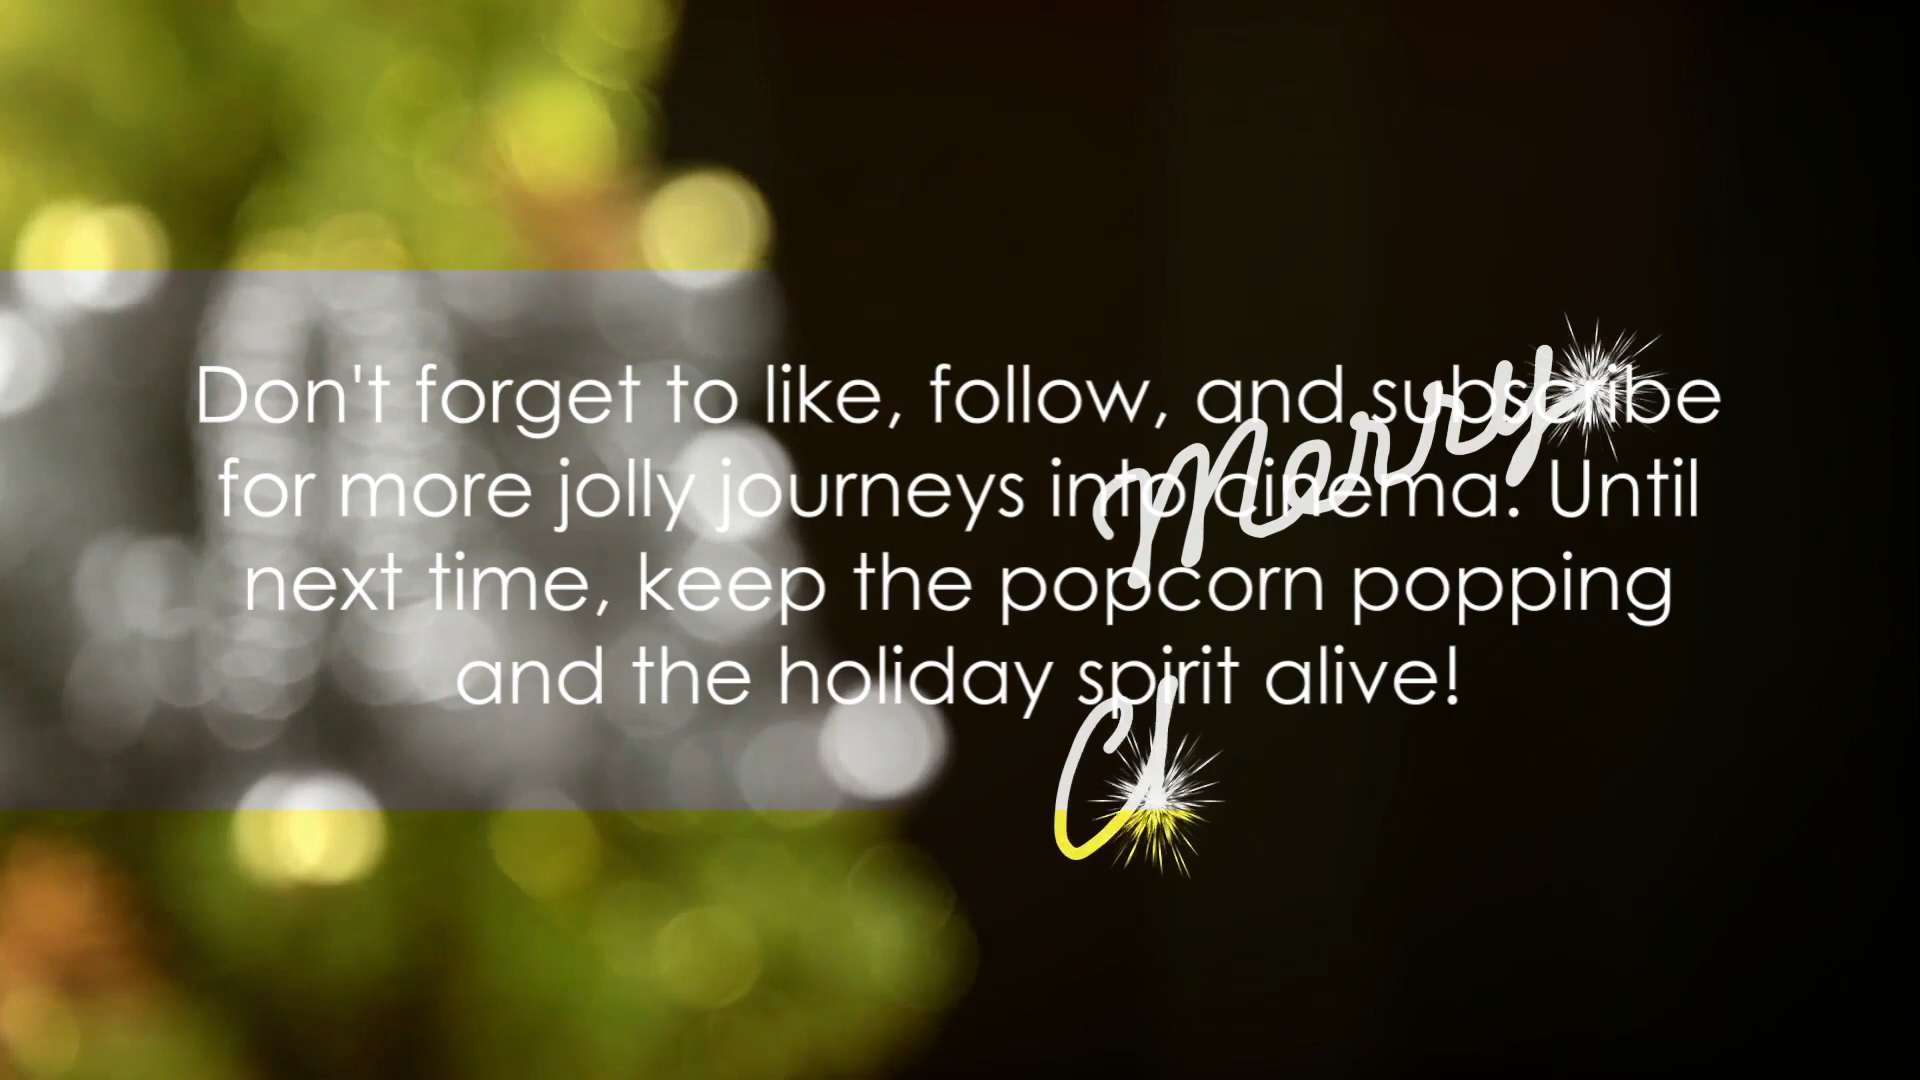 Don't forget to like, follow, and subscribe
for more jolly journeys into cinema. Until
next time, keep the popcorn popping
and the holiday spirit alive!
Merry
C